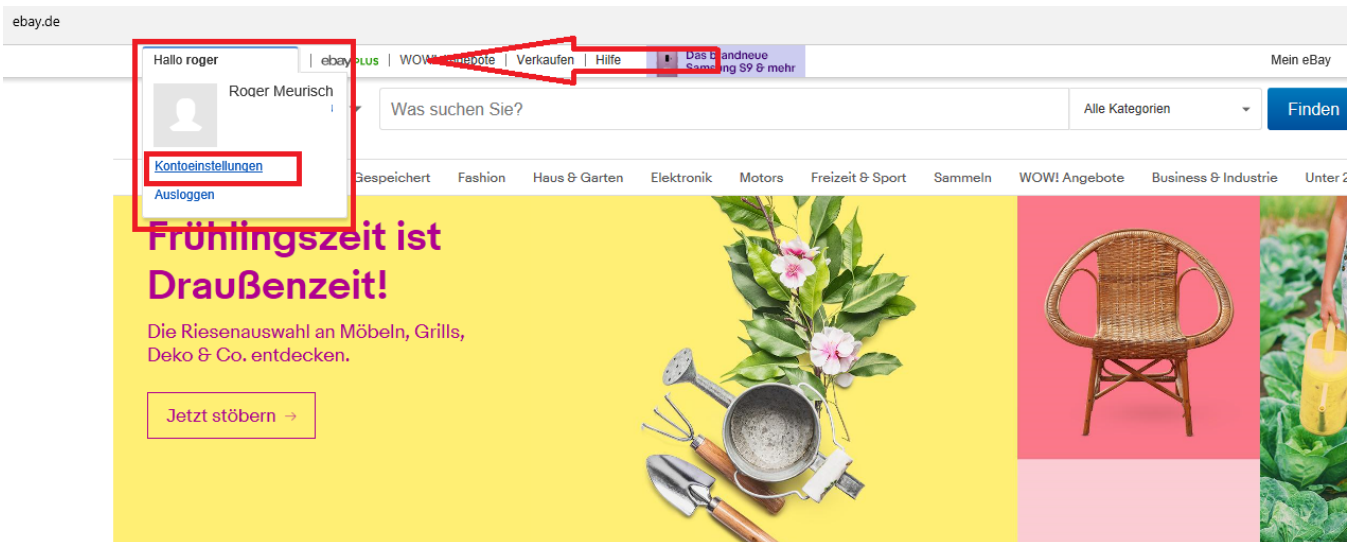 ebay.de
Hallo roger | ebay PLUS | WOW! Angebote | Verkaufen | Hilfe
Das brandneue
Samsung S9 & mehr
Mein eBay
Roger Meurisch
Was suchen Sie?
Alle Kategorien
Finden
Kontoeinstellungen
Ausloggen
Gespeichert Fashion Haus & Garten Elektronik Motors Freizeit & Sport Sammeln WOW! Angebote Business & Industrie Unter 2
Frühlingszeit ist
Draußenzeit!
Die Riesenauswahl an Möbeln, Grills,
Deko & Co. entdecken.
Jetzt stöbern →